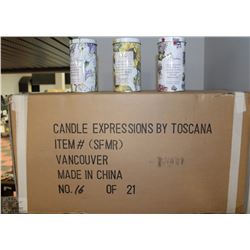 CANDLE EXPRESSIONS BY TOSCANA
ITEM # (SFMR)
VANCOUVER
MADE IN CHINA
NO. 16 OF 21